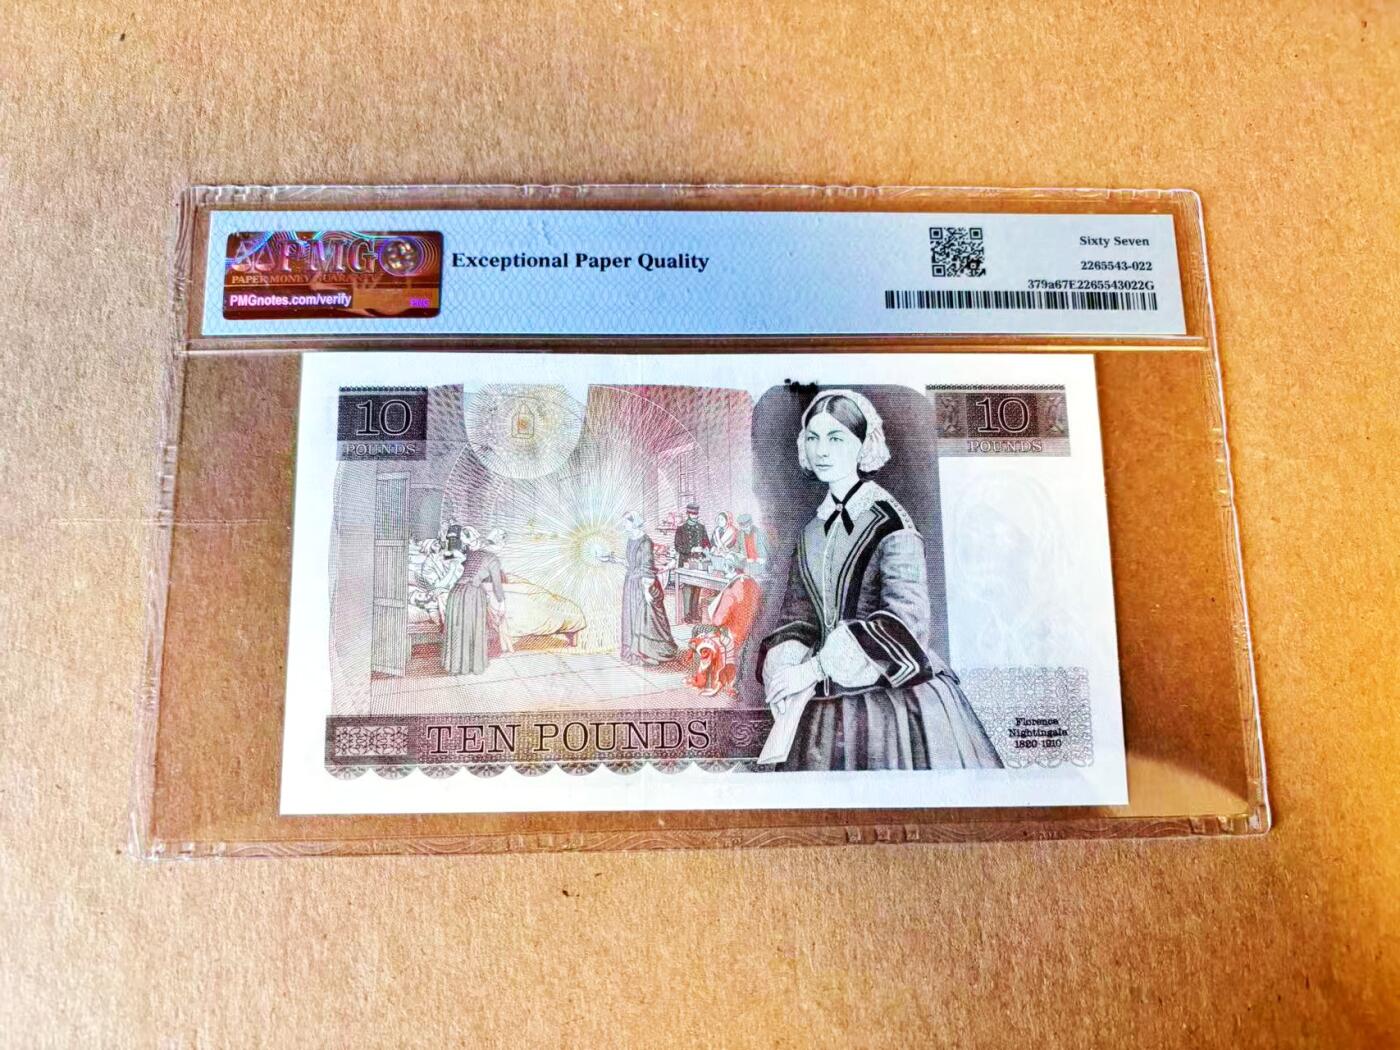 PMG
PAPER MONEY GUARANTY
PMGnotes.com/verify
Exceptional Paper Quality
Sixty Seven
2265543-022
379a67E2265543022G
10
POUNDS
10
POUNDS
TEN POUNDS
Florence
Nightingale
1820-1910